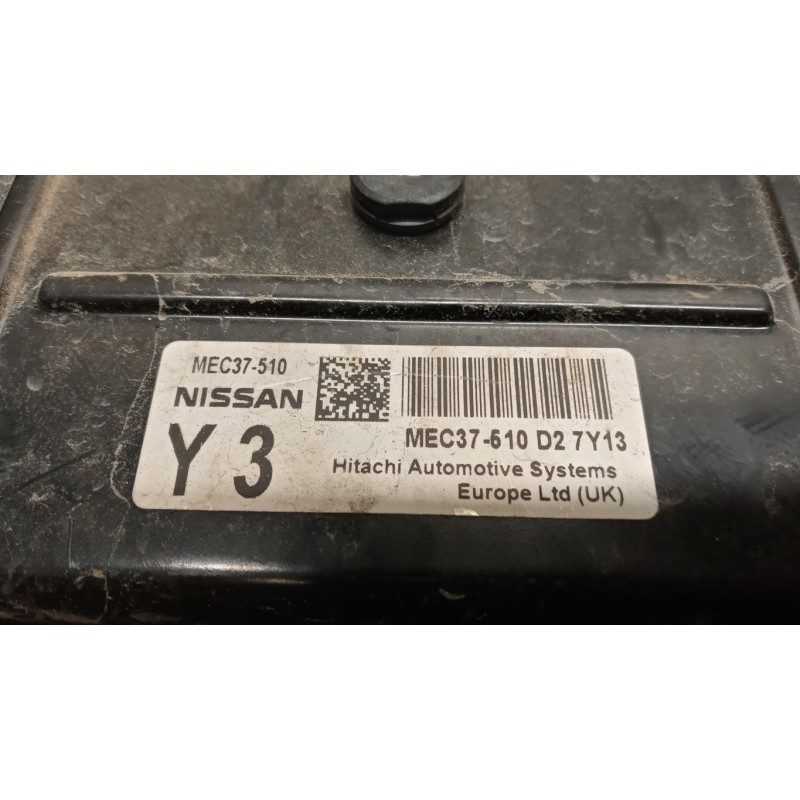 MEC37-510
NISSAN
Y 3
MEC37-510 D2 7Y13
Hitachi Automotive Systems
Europe Ltd (UK)